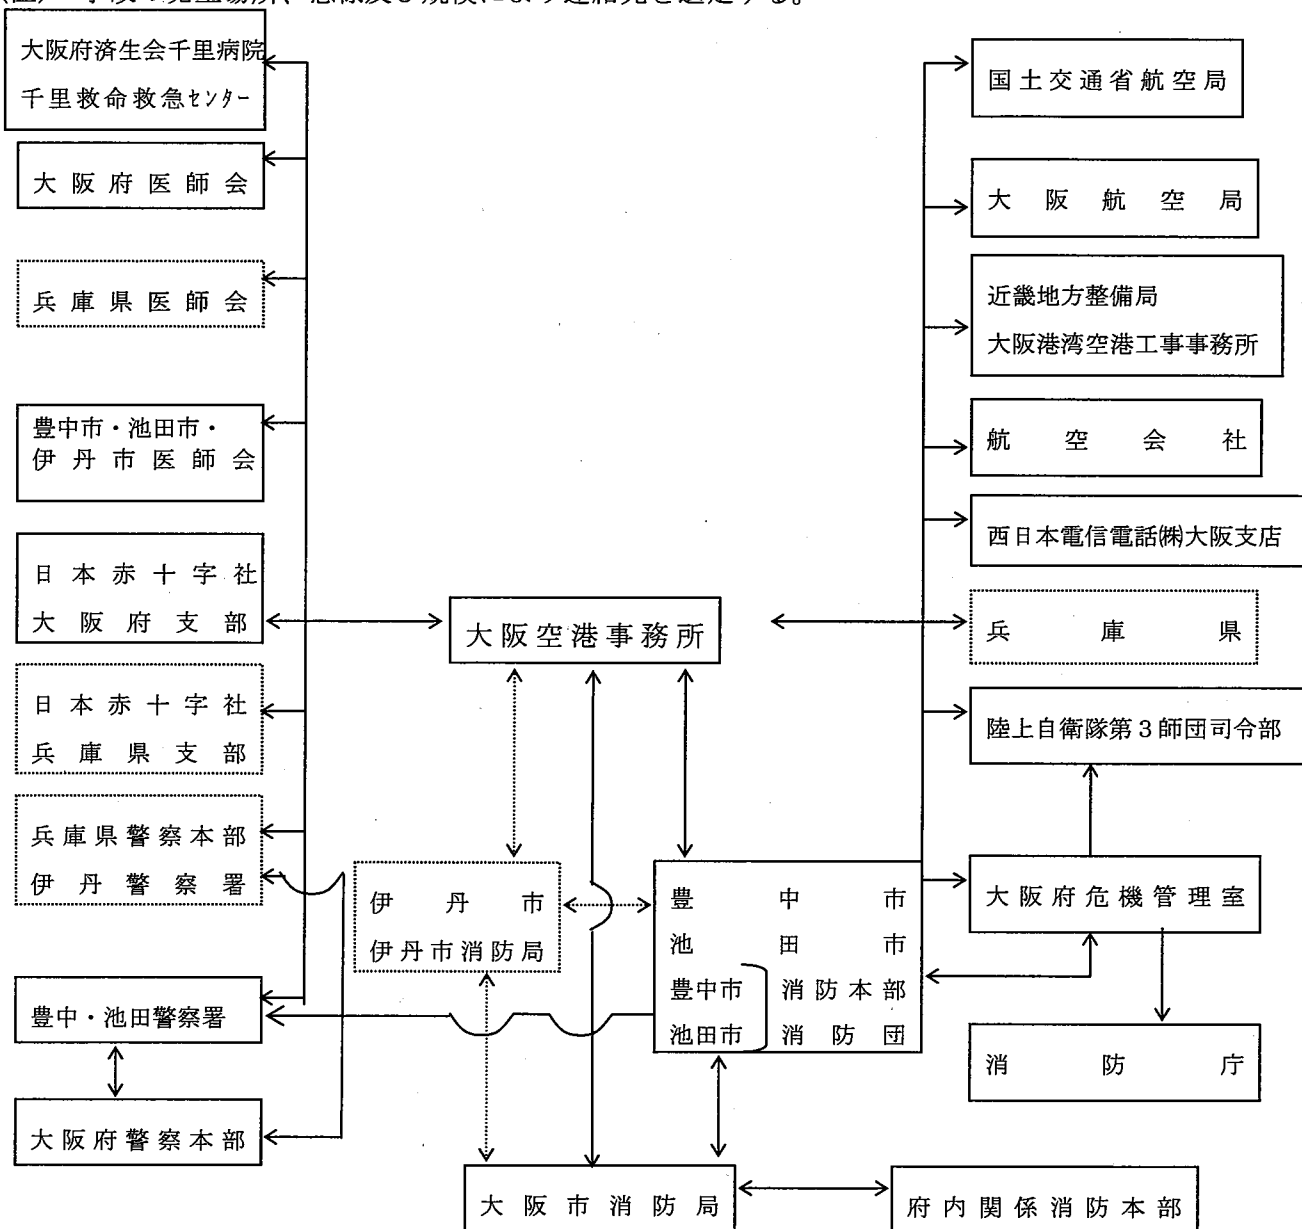 大阪府済生会千里病院
千里救命救急センター
大阪府医師会
兵庫県医師会
豊中市・池田市・
伊丹市医師会
日本赤十字社
大阪府支部
日本赤十字社
兵庫県支部
兵庫県警察本部
伊丹警察署
豊中・池田警察署
大阪府警察本部
大阪空港事務所
伊丹市
伊丹市消防局
豊中市
池田市
豊中市 消防本部
池田市 消防団
大阪市消防局
府内関係消防本部
国土交通省航空局
大阪航空局
近畿地方整備局
大阪港湾空港工事事務所
航空会社
西日本電信電話㈱大阪支店
兵庫県
陸上自衛隊第3師団司令部
大阪府危機管理室
消防庁